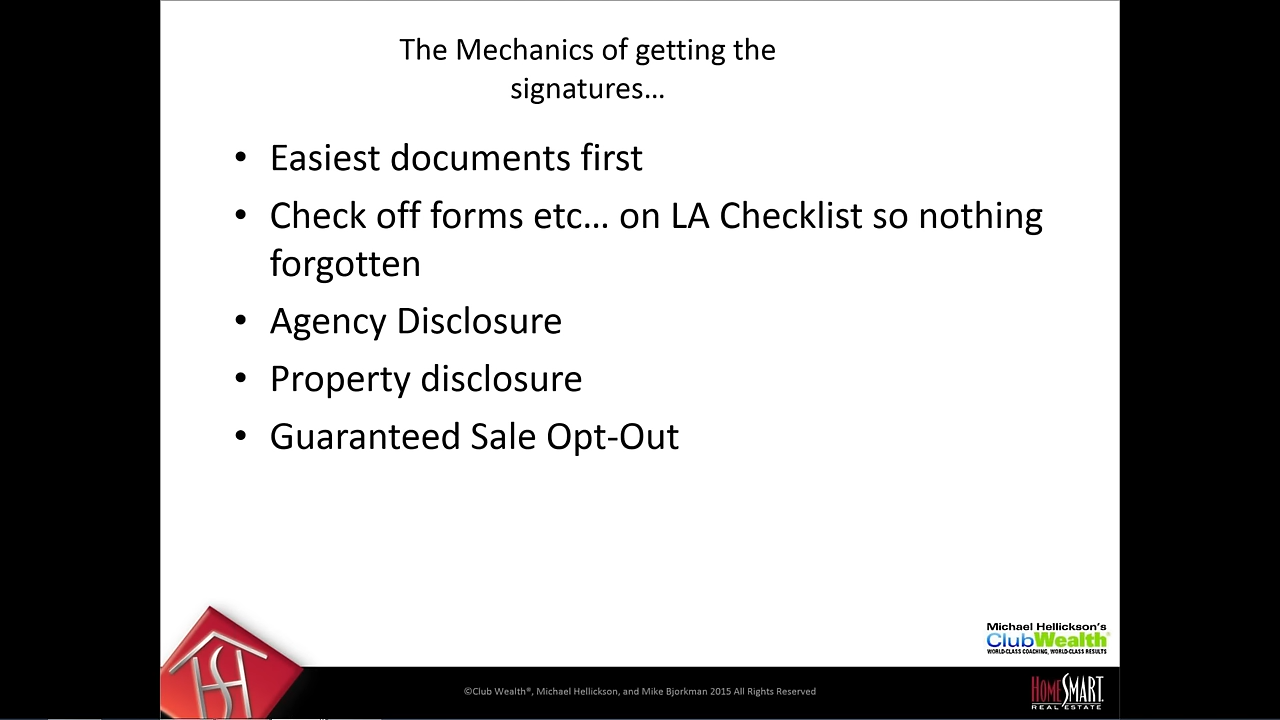 The Mechanics of getting the
signatures...
• Easiest documents first
• Check off forms etc... on LA Checklist so nothing
forgotten
• Agency Disclosure
• Property disclosure
• Guaranteed Sale Opt-Out
Michael Hellickson's
ClubWealth®
WORLD-CLASS COACHING, WORLD-CLASS RESULTS
©Club Wealth®, Michael Hellickson, and Mike Bjorkman 2015 All Rights Reserved
HS
HOMESMART
REAL ESTATE